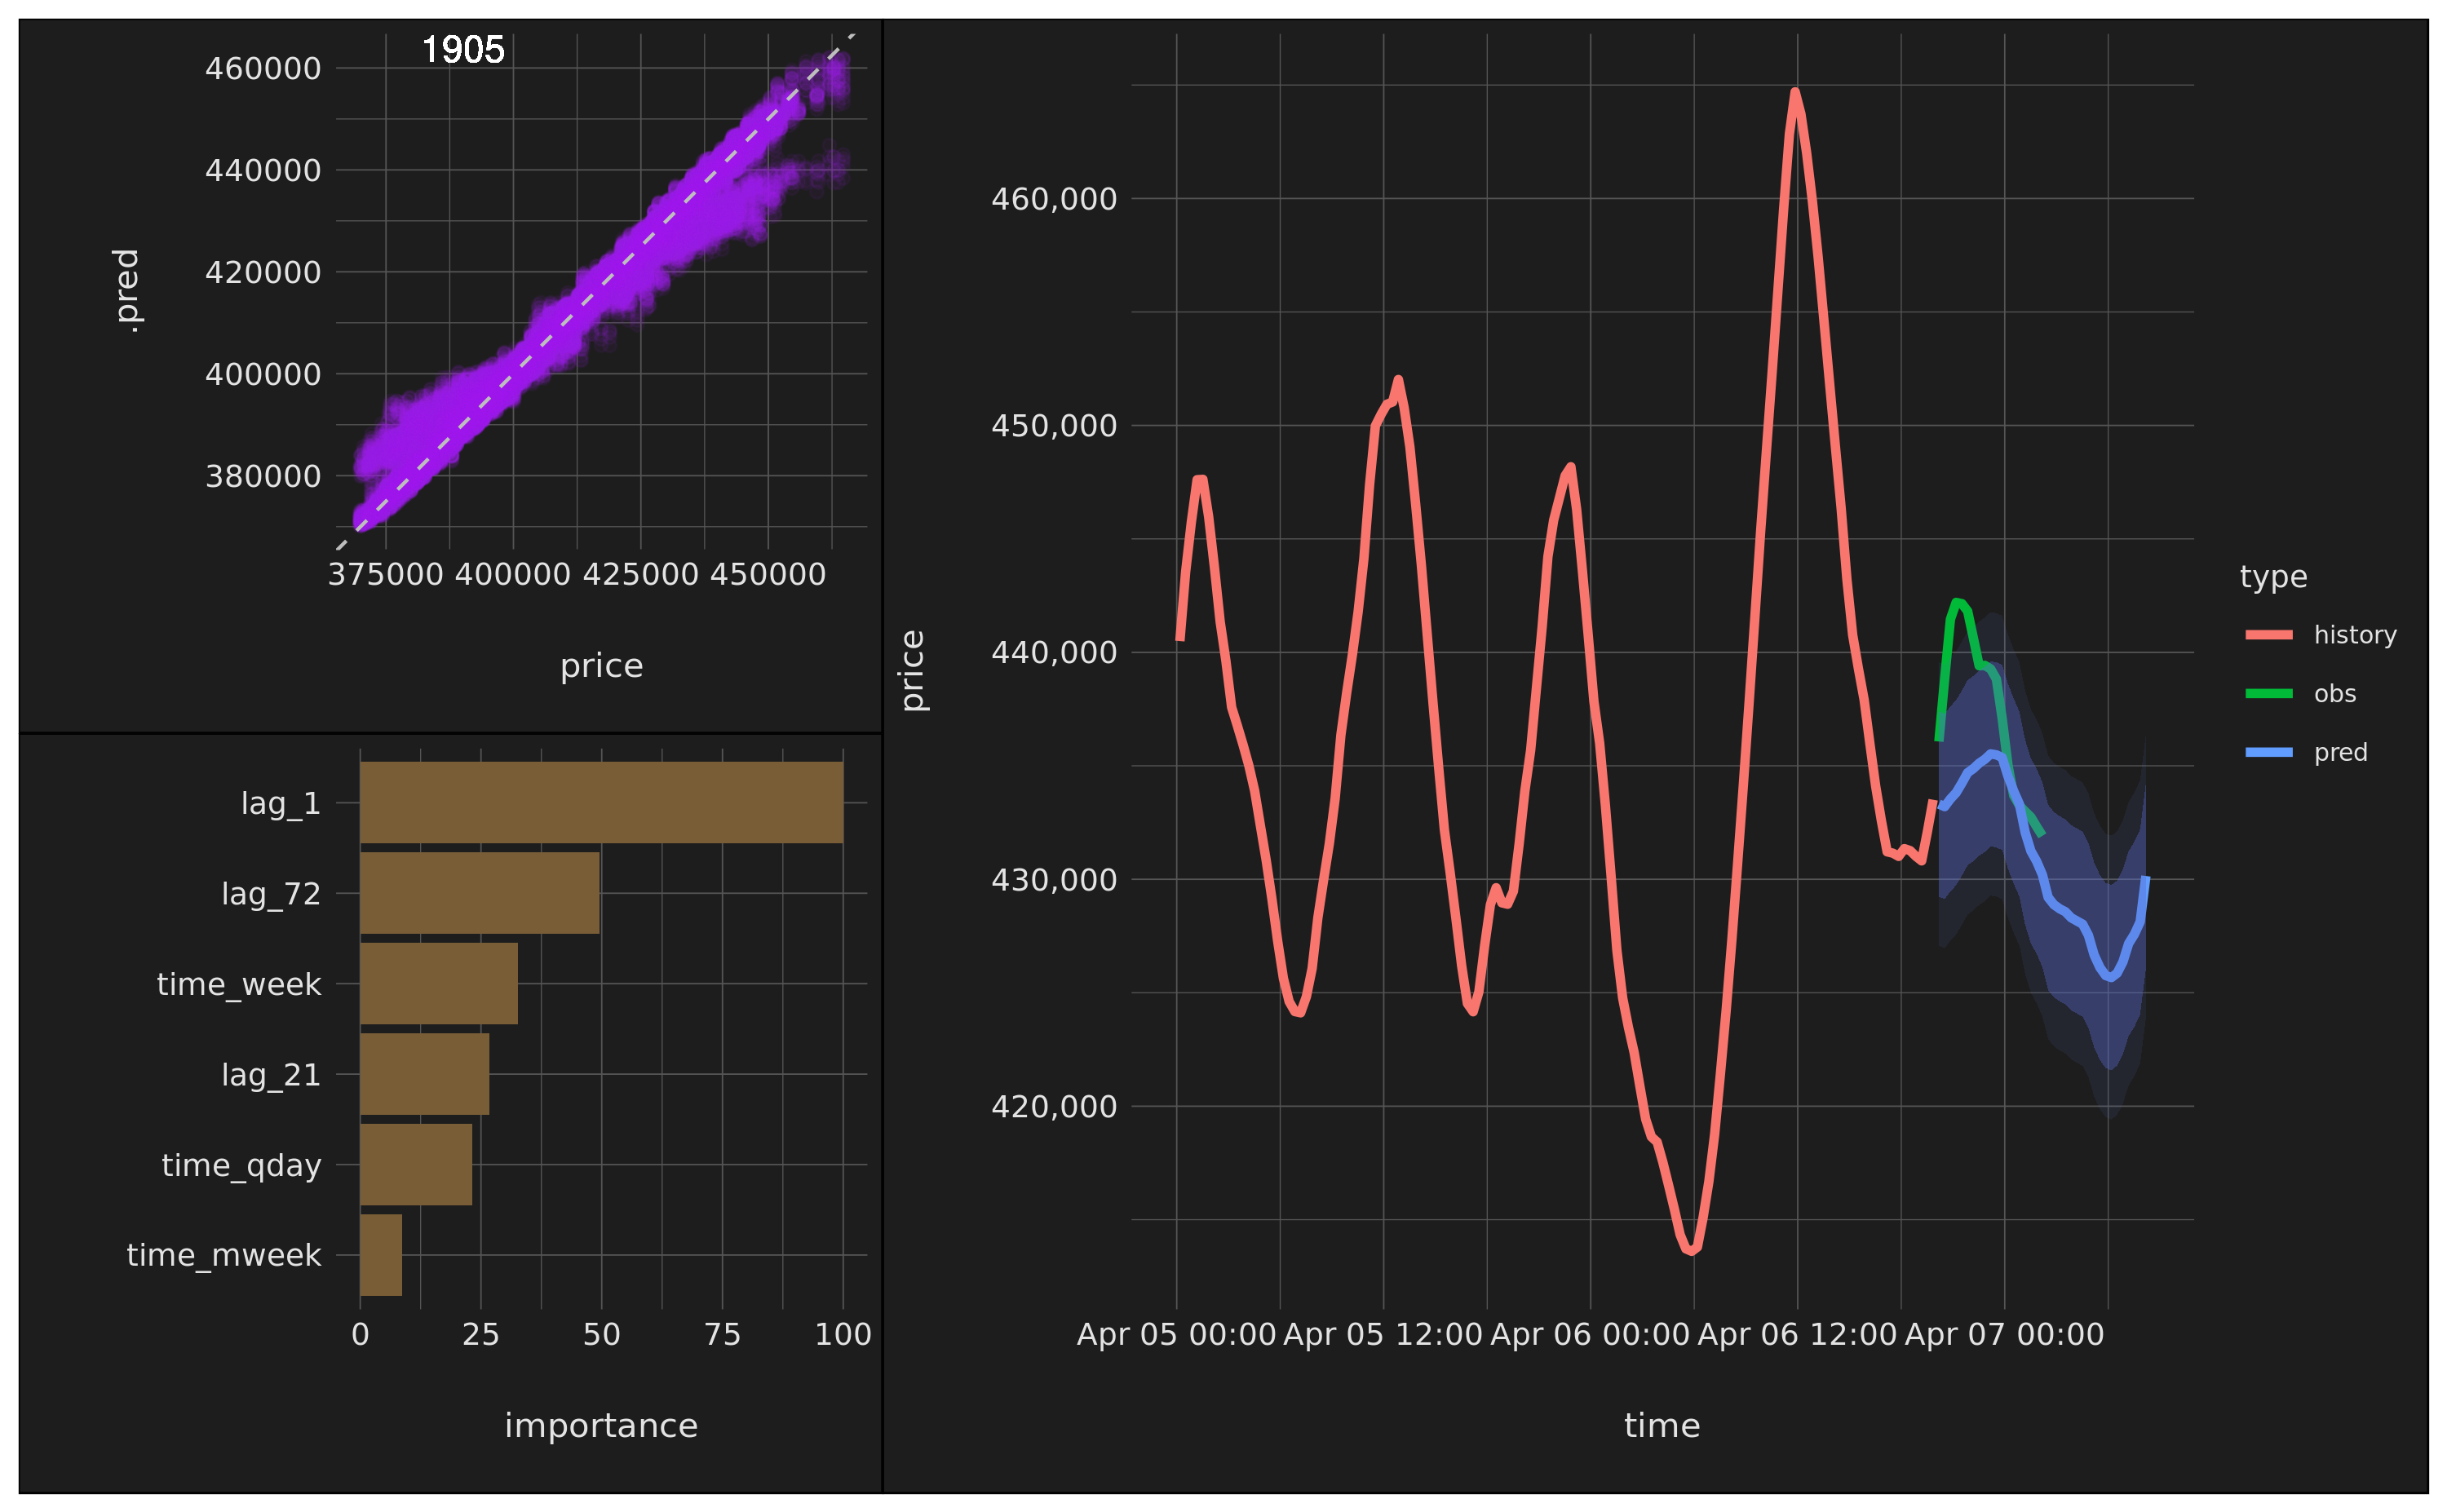 1905
460000
440000
420000
400000
380000
.pred
375000 400000 425000 450000
price
lag_1
lag_72
time_week
lag_21
time_qday
time_mweek
0 25 50 75 100
importance
460,000
450,000
440,000
430,000
420,000
price
Apr 05 00:00 Apr 05 12:00 Apr 06 00:00 Apr 06 12:00 Apr 07 00:00
time
type
history
obs
pred